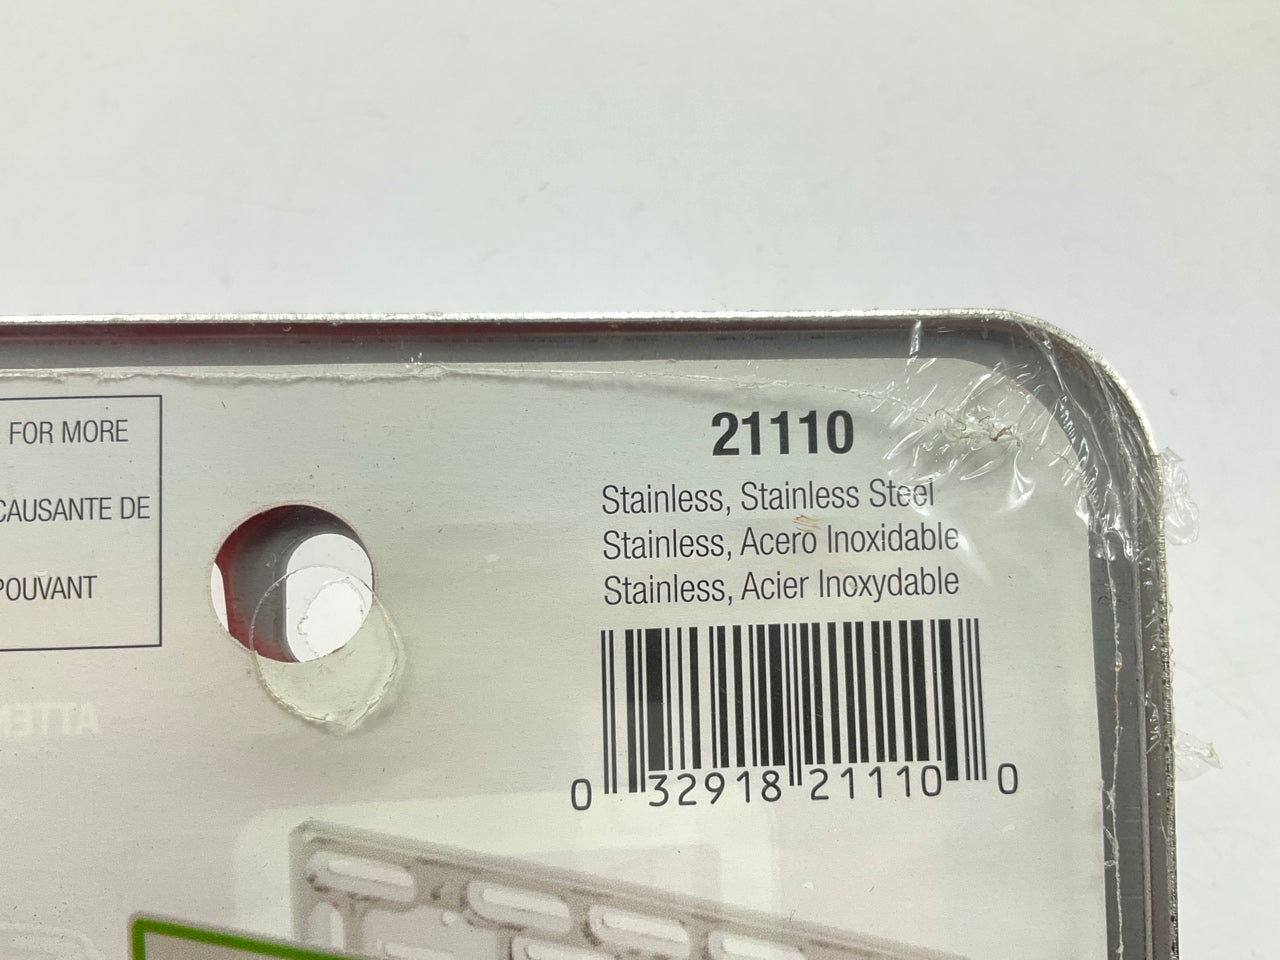 FOR MORE
CAUSANTE DE
POUVANT
21110
Stainless, Stainless Steel
Stainless, Acero Inoxidable
Stainless, Acier Inoxydable
0 32918 21110 0
ATTEN